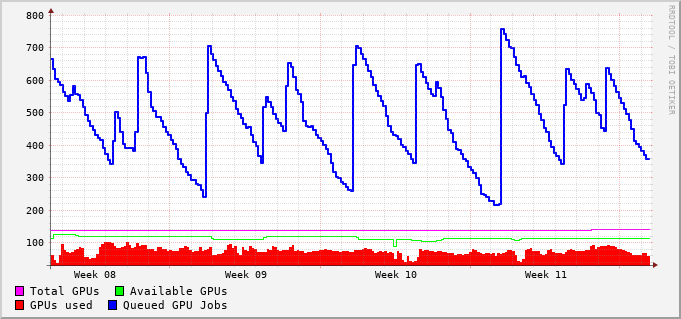 800
700
600
500
400
300
200
100
Week 08 Week 09 Week 10 Week 11
Total GPUs Available GPUs
GPUs used Queued GPU Jobs
RRDTOOL / TOBI OETIKER